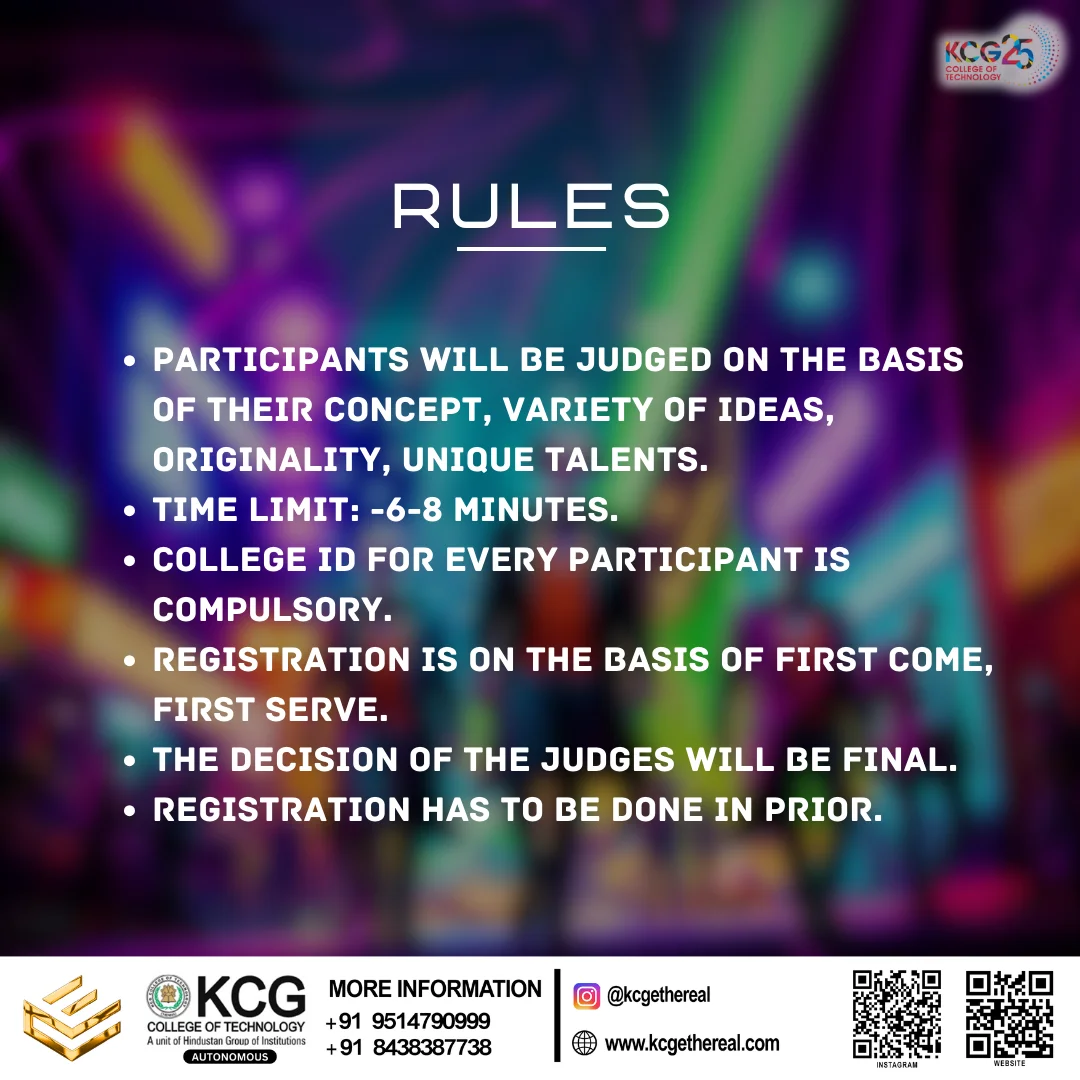 KCG25
COLLEGE OF
TECHNOLOGY
RULES
• PARTICIPANTS WILL BE JUDGED ON THE BASIS
OF THEIR CONCEPT, VARIETY OF IDEAS,
ORIGINALITY, UNIQUE TALENTS.
• TIME LIMIT: -6-8 MINUTES.
• COLLEGE ID FOR EVERY PARTICIPANT IS
COMPULSORY.
• REGISTRATION IS ON THE BASIS OF FIRST COME,
FIRST SERVE.
• THE DECISION OF THE JUDGES WILL BE FINAL.
• REGISTRATION HAS TO BE DONE IN PRIOR.
KCG
COLLEGE OF TECHNOLOGY
A unit of Hindustan Group of Institutions
AUTONOMOUS
MORE INFORMATION
+91 9514790999
+91 8438387738
@kcgethereal
www.kcgethereal.com
INSTAGRAM
WEBSITE